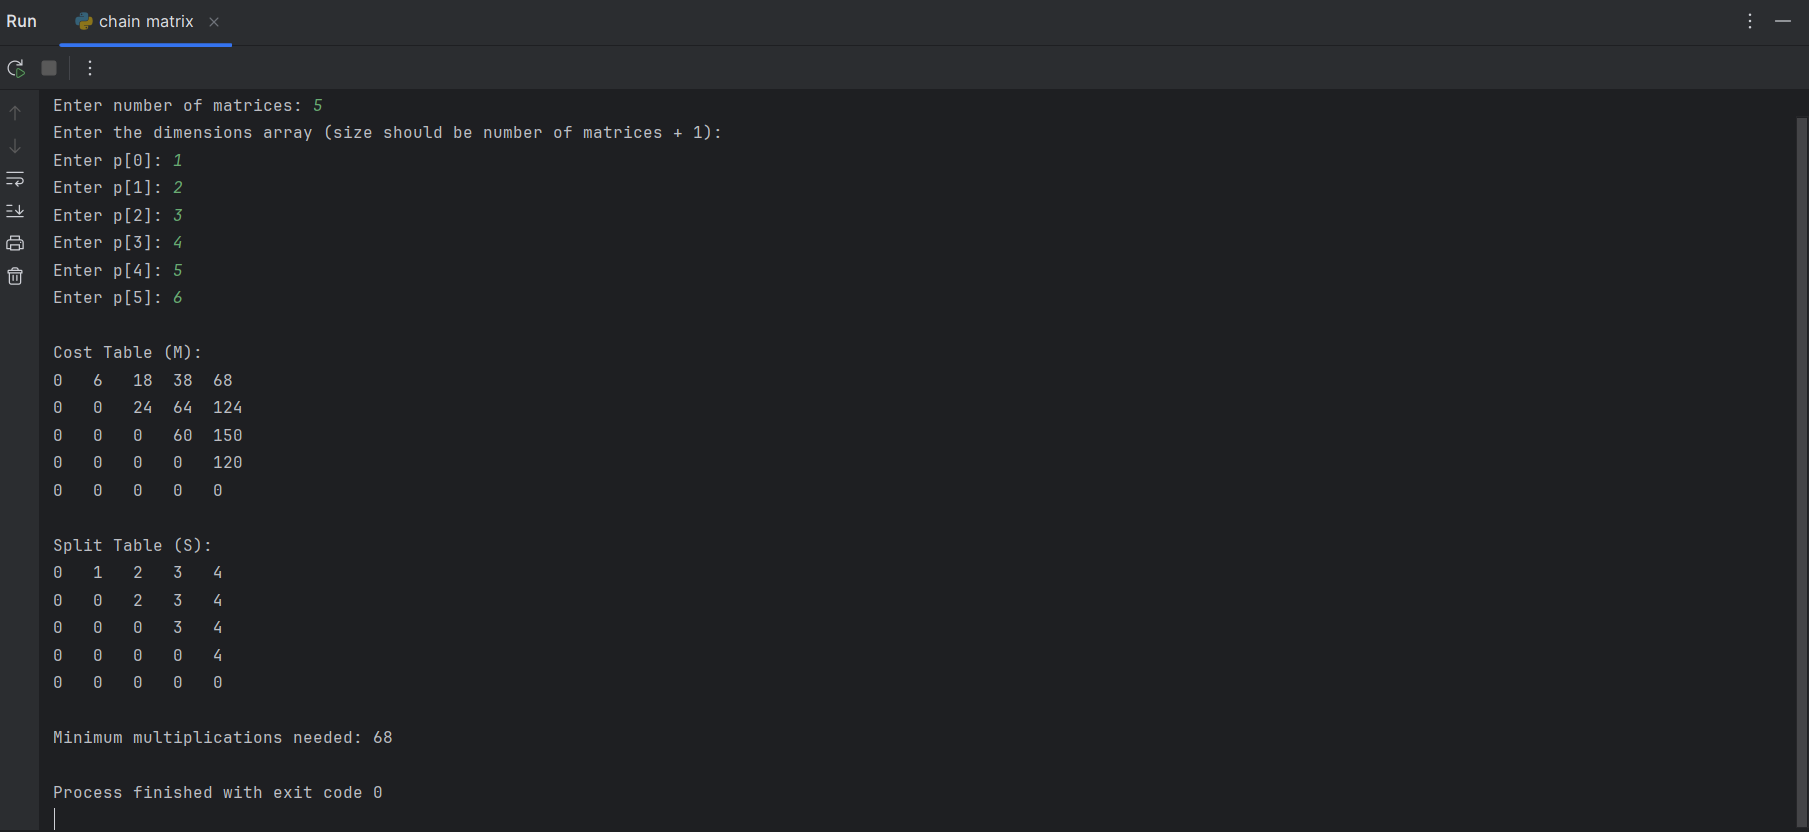 Run chain matrix
Enter number of matrices: 5
Enter the dimensions array (size should be number of matrices + 1):
Enter p[0]: 1
Enter p[1]: 2
Enter p[2]: 3
Enter p[3]: 4
Enter p[4]: 5
Enter p[5]: 6
Cost Table (M):
0 6 18 38 68
0 0 24 64 124
0 0 0 60 150
0 0 0 0 120
0 0 0 0 0
Split Table (S):
0 1 2 3 4
0 0 2 3 4
0 0 0 3 4
0 0 0 0 4
0 0 0 0 0
Minimum multiplications needed: 68
Process finished with exit code 0